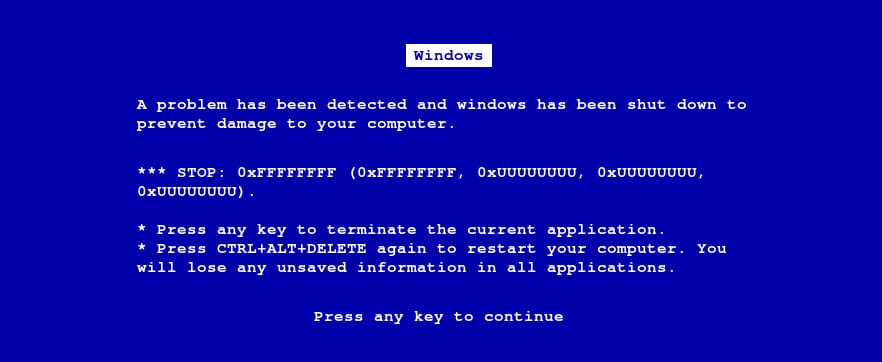 Windows
A problem has been detected and windows has been shut down to
prevent damage to your computer.
*** STOP: 0xFFFFFFFF (0xFFFFFFFF, 0xUUUUUUUU, 0xUUUUUUUU,
0xUUUUUUUU).
* Press any key to terminate the current application.
* Press CTRL+ALT+DELETE again to restart your computer. You
will lose any unsaved information in all applications.
Press any key to continue